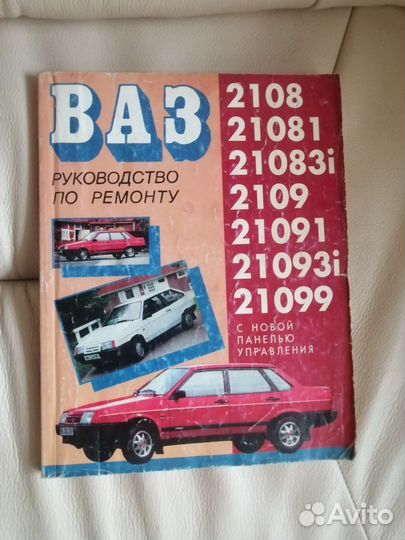 ВАЗ
РУКОВОДСТВО
ПО РЕМОНТУ
2108
21081
21083i
2109
21091
21093i
21099
С НОВОЙ
ПАНЕЛЬЮ
УПРАВЛЕНИЯ
Avito